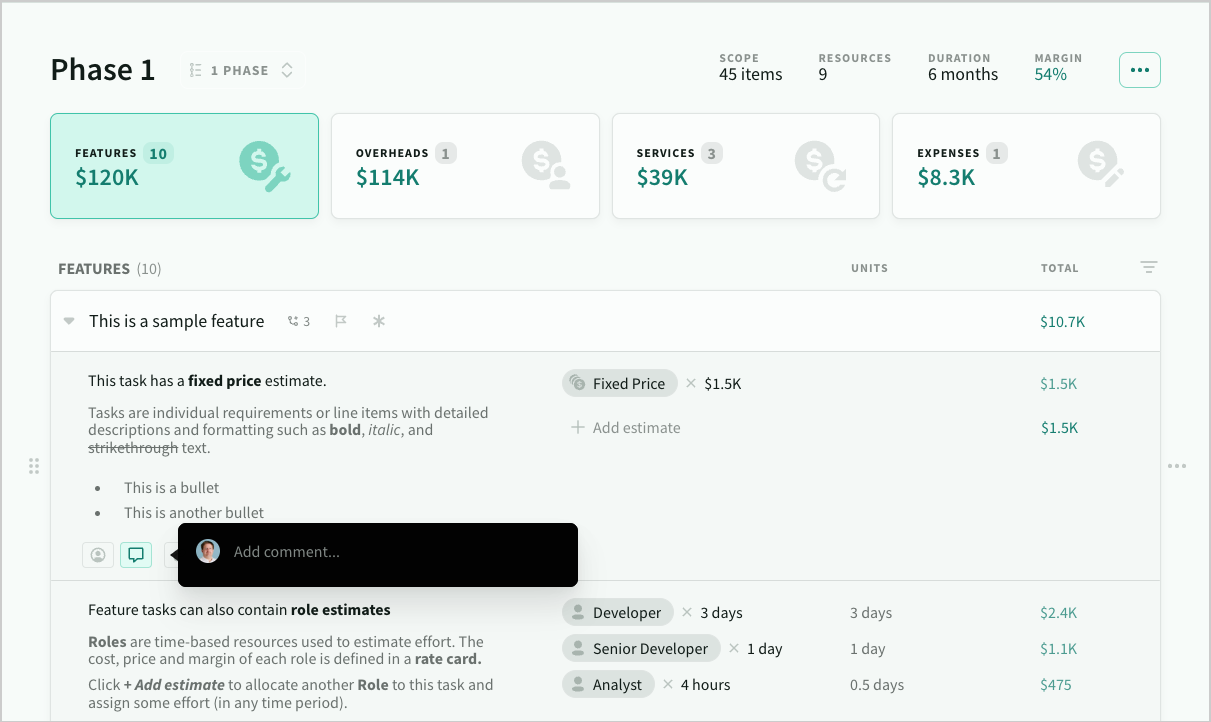 Phase 1
1 PHASE
SCOPE
45 items
RESOURCES
9
DURATION
6 months
MARGIN
54%
FEATURES 10
$120K
OVERHEADS 1
$114K
SERVICES 3
$39K
EXPENSES 1
$8.3K
FEATURES (10)
UNITS
TOTAL
This is a sample feature
3
$10.7K
This task has a fixed price estimate.
Fixed Price × $1.5K
$1.5K
Tasks are individual requirements or line items with detailed
descriptions and formatting such as bold, italic, and
strikethrough text.
Add estimate
$1.5K
• This is a bullet
• This is another bullet
Add comment...
Feature tasks can also contain role estimates
Developer × 3 days
3 days
$2.4K
Roles are time-based resources used to estimate effort. The
cost, price and margin of each role is defined in a rate card.
Senior Developer × 1 day
1 day
$1.1K
Click + Add estimate to allocate another Role to this task and
assign some effort (in any time period).
Analyst × 4 hours
0.5 days
$475